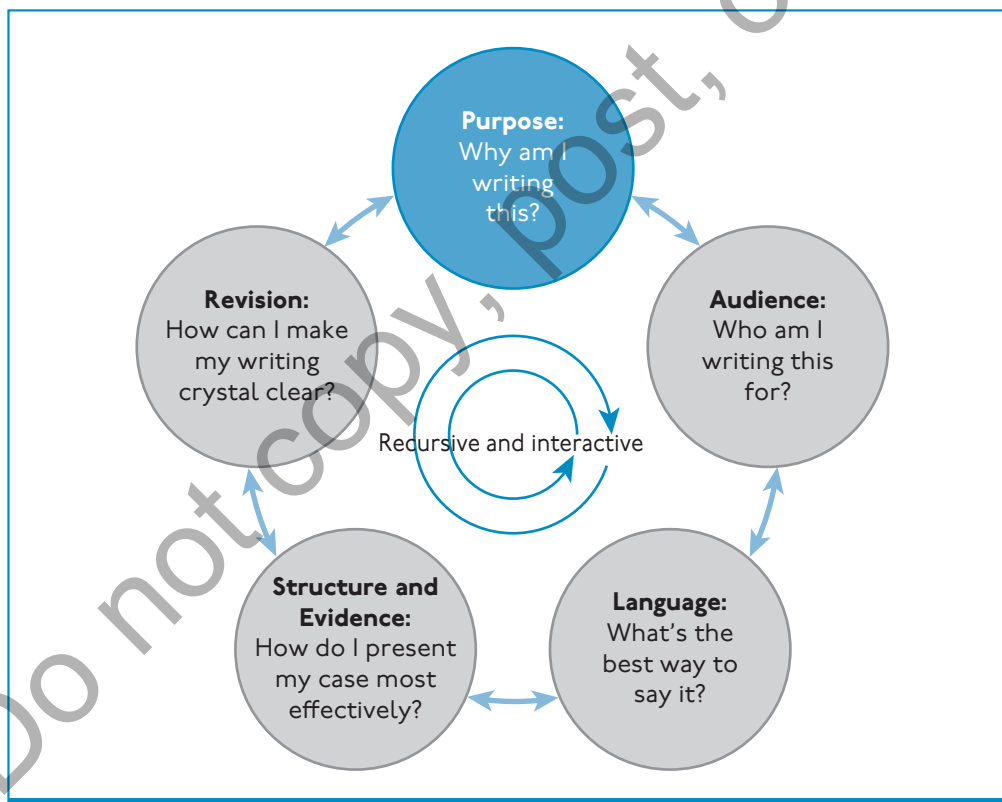 Purpose:
Why am I
writing
this?
Revision:
How can I make
my writing
crystal clear?
Audience:
Who am I
writing this
for?
Recursive and interactive
Structure and
Evidence:
How do I present
my case most
effectively?
Language:
What's the
best way to
say it?
Do not copy, post, o